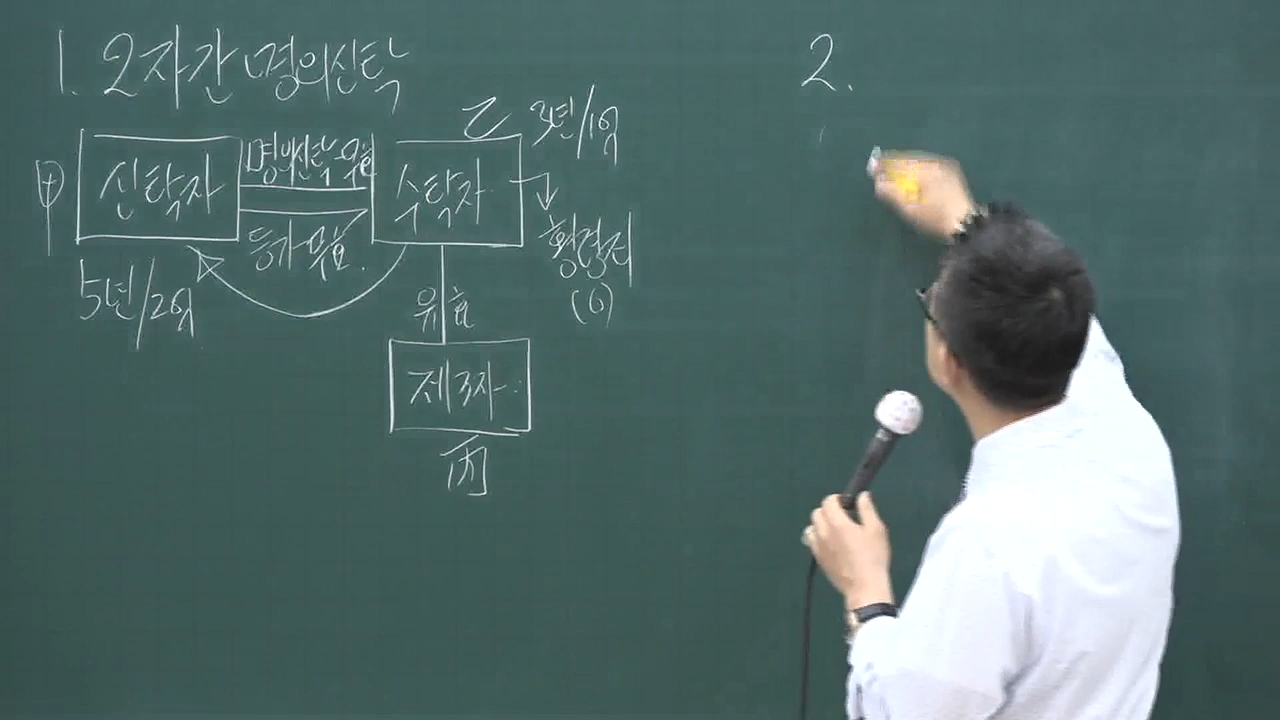 1. 2자간 명의신탁
甲
신탁자
5년/2억
명의신탁 무효
등기 무효.
乙
수탁자
3년/1억
횡령죄
유효
제3자
丙
2.